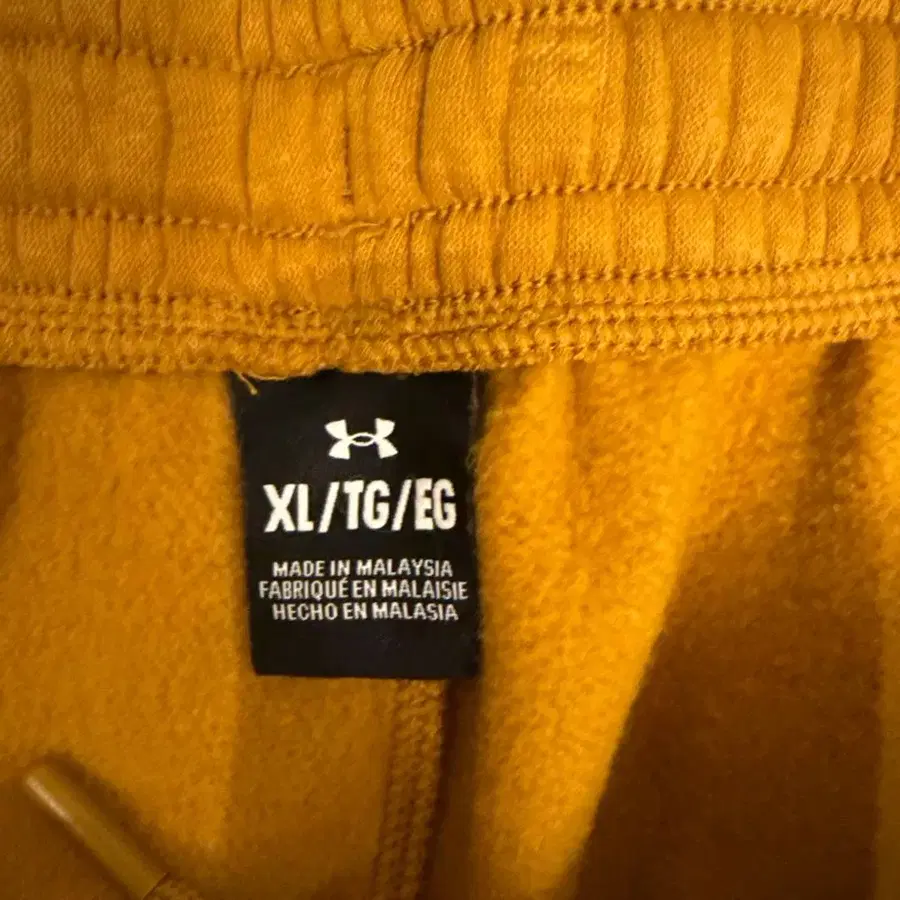 XL/TG/EG
MADE IN MALAYSIA
FABRIQUÉ EN MALAISIE
HECHO EN MALASIA